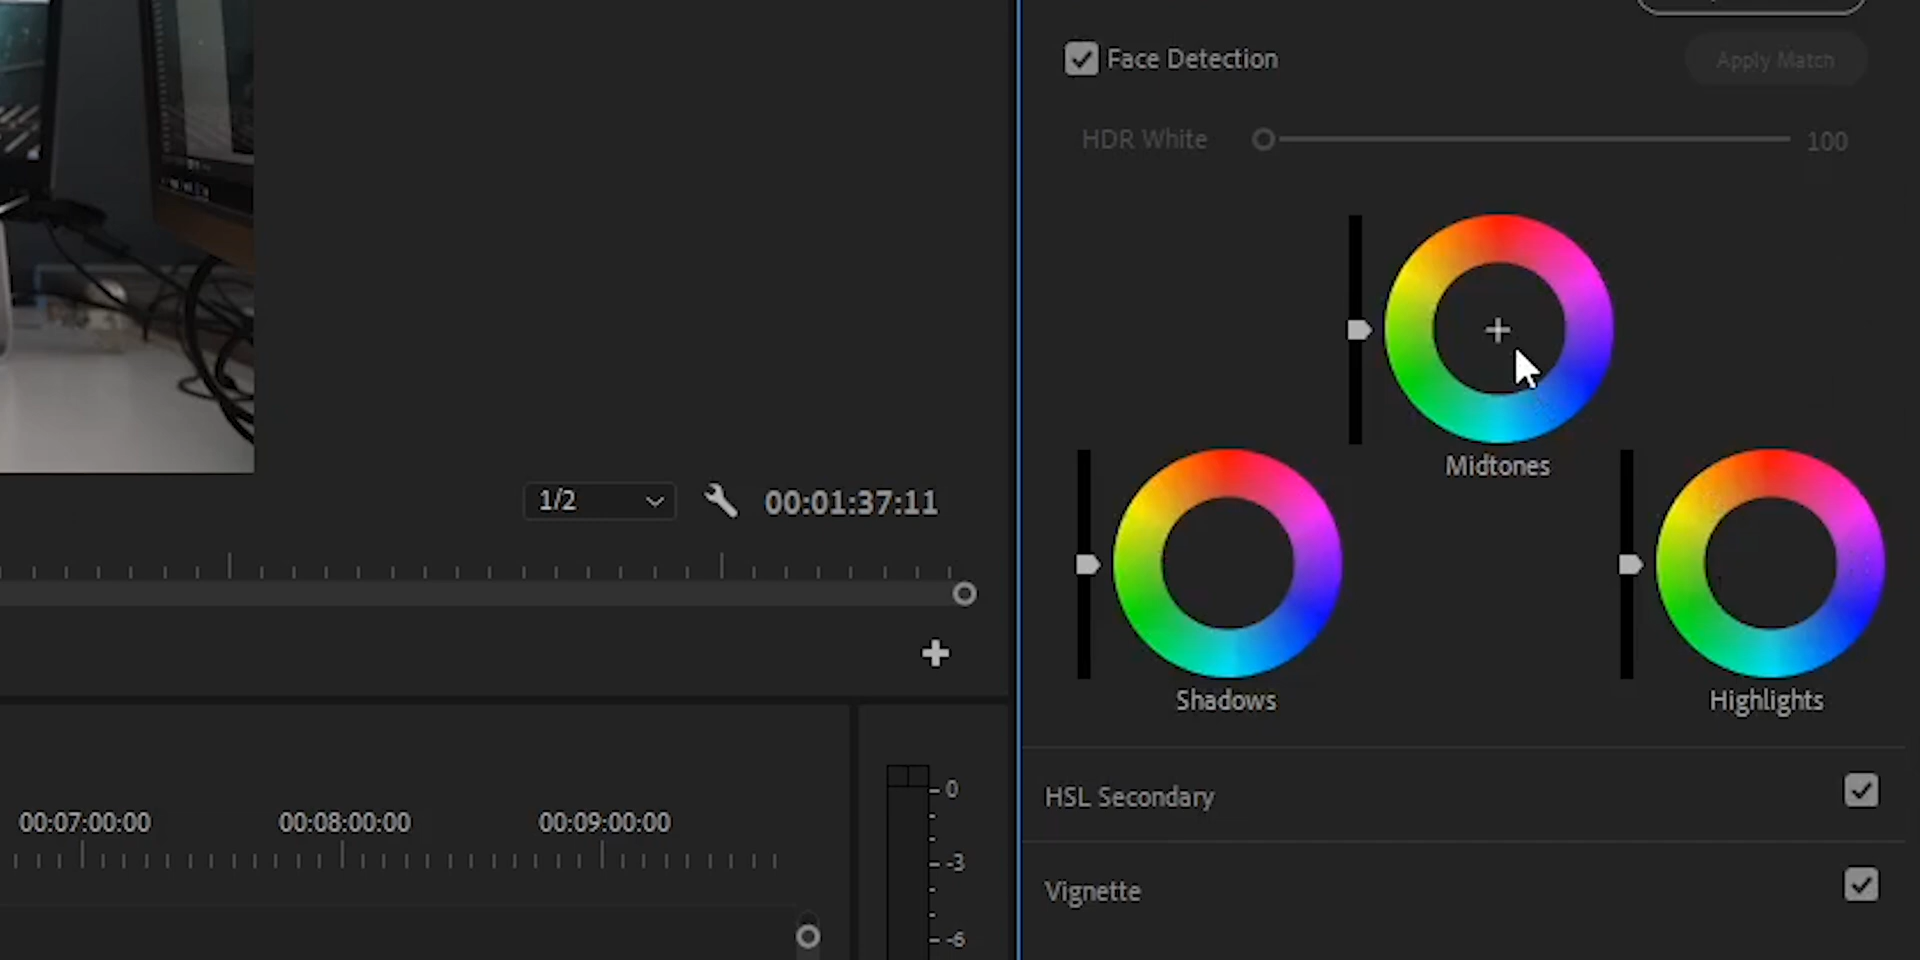 Face Detection
Apply Match
HDR White
100
Midtones
1/2
00:01:37:11
Shadows
Highlights
HSL Secondary
Vignette
00:07:00:00
00:08:00:00
00:09:00:00
0
-3
-6